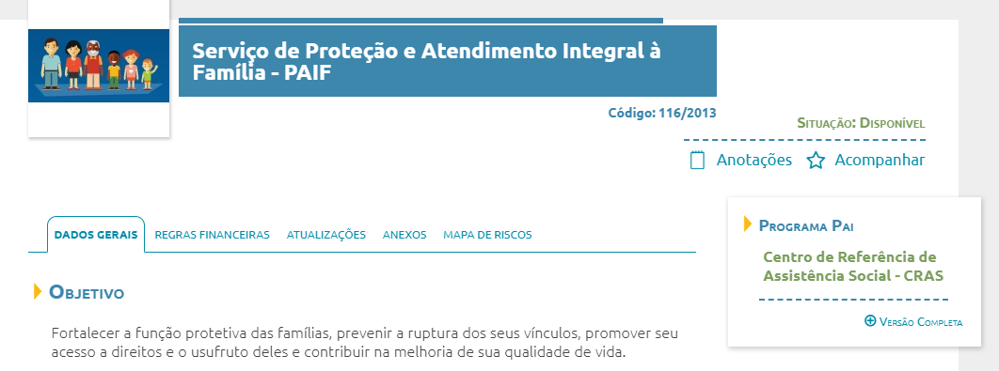 Serviço de Proteção e Atendimento Integral à
Família - PAIF
Código: 116/2013
Situação: Disponível
Anotações
Acompanhar
DADOS GERAIS
REGRAS FINANCEIRAS
ATUALIZAÇÕES
ANEXOS
MAPA DE RISCOS
Programa Pai
Centro de Referência de
Assistência Social - CRAS
Versão Completa
Objetivo
Fortalecer a função protetiva das famílias, prevenir a ruptura dos seus vínculos, promover seu
acesso a direitos e o usufruto deles e contribuir na melhoria de sua qualidade de vida.